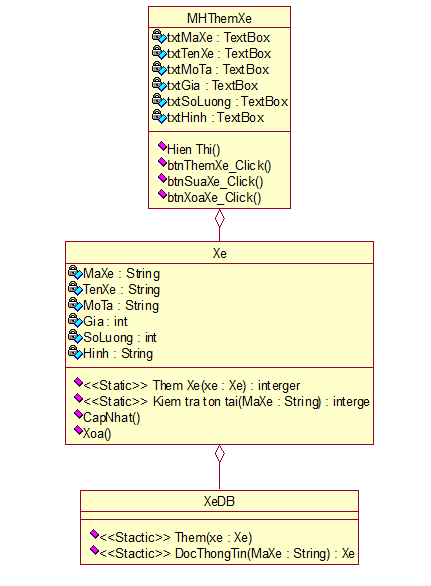 MHThemXe
txtMaXe : TextBox
txtTenXe : TextBox
txtMoTa : TextBox
txtGia : TextBox
txtSoLuong : TextBox
txtHinh : TextBox
Hien Thi()
btnThemXe_Click()
btnSuaXe_Click()
btnXoaXe_Click()
Xe
MaXe : String
TenXe : String
MoTa : String
Gia : int
SoLuong : int
Hinh : String
<<Static>> Them Xe(xe : Xe) : interger
<<Static>> Kiem tra ton tai(MaXe : String) : interge
CapNhat()
Xoa()
XeDB
<<Stactic>> Them(xe : Xe)
<<Stactic>> DocThongTin(MaXe : String) : Xe